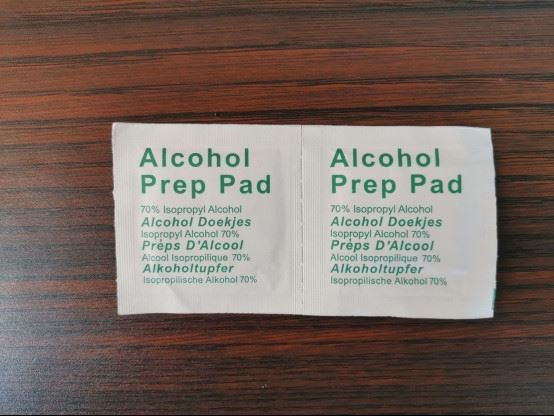 Alcohol
Prep Pad
70% Isopropyl Alcohol
Alcohol Doekjes
Isopropyl Alcohol 70%
Prėps D'Alcool
Alcool Isopropilique 70%
Alkoholtupfer
Isopropilische Alkohol 70%
Alcohol
Prep Pad
70% Isopropyl Alcohol
Alcohol Doekjes
Isopropyl Alcohol 70%
Prėps D'Alcool
Alcool Isopropilique 70%
Alkoholtupfer
Isopropilische Alkohol 70%